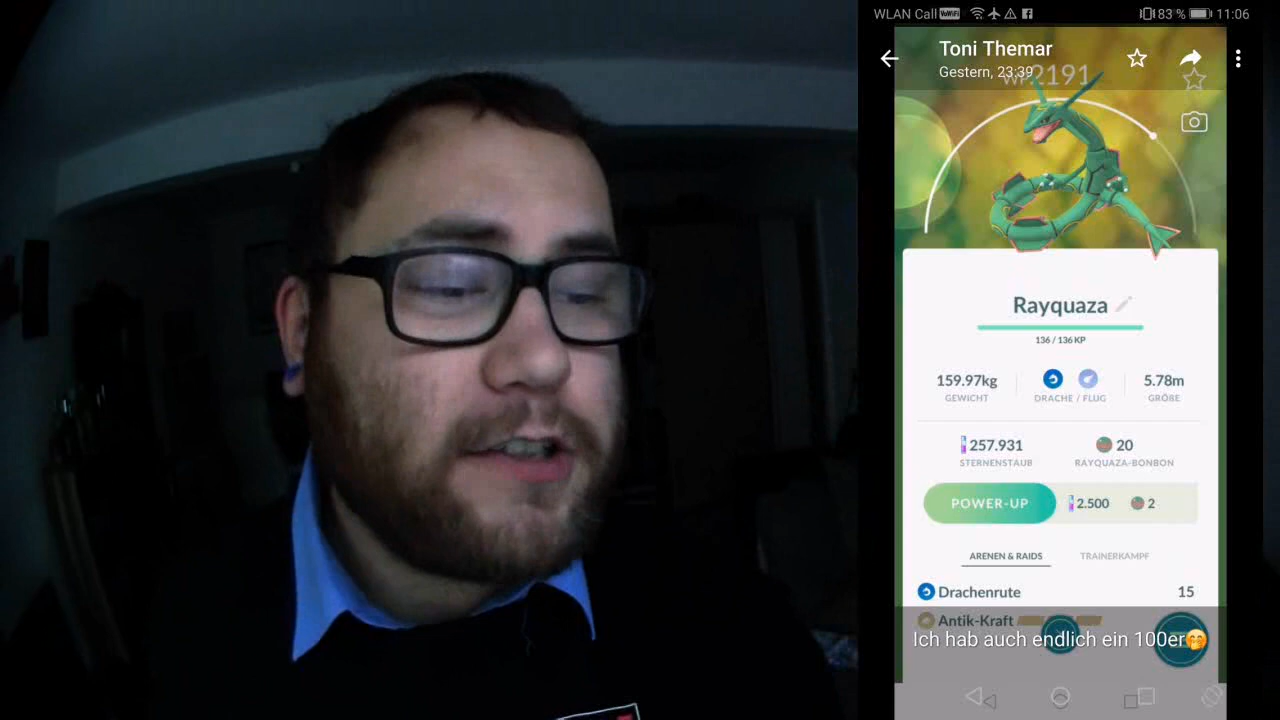 WLAN Call VoWiFi 83 % 11:06
Toni Themar
Gestern, 23:39
WP2191
Rayquaza
136 / 136 KP
159.97kg
GEWICHT
DRACHE / FLUG
5.78m
GRÖßE
257.931
STERNENSTAUB
20
RAYQUAZA-BONBON
POWER-UP
2.500
2
ARENEN & RAIDS
TRAINERKAMPF
Drachenrute 15
Antik-Kraft
Ich hab auch endlich ein 100er